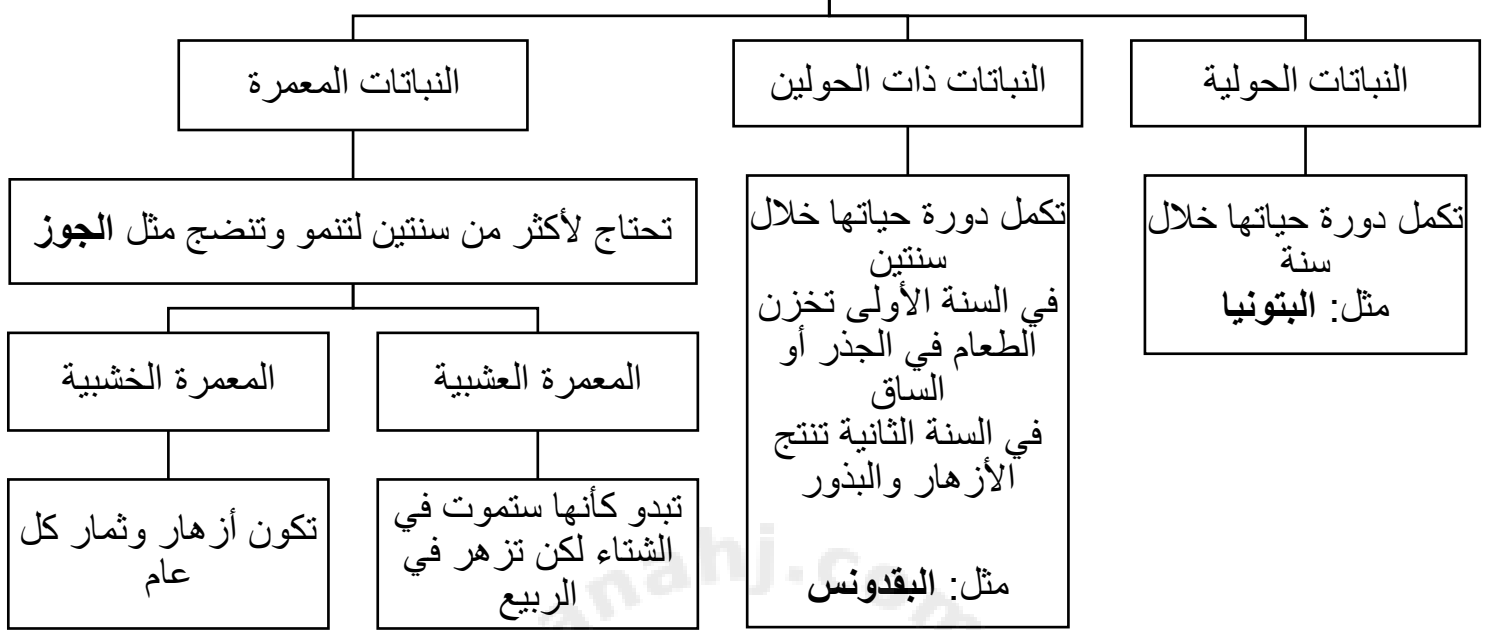 النباتات الحولية
تكمل دورة حياتها خلال
سنة
مثل: البتونيا
النباتات ذات الحولين
تكمل دورة حياتها خلال
سنتين
في السنة الأولى تخزن
الطعام في الجذر أو
الساق
في السنة الثانية تنتج
الأزهار والبذور
مثل: البقدونس
النباتات المعمرة
تحتاج لأكثر من سنتين لتنمو وتنضج مثل الجوز
المعمرة العشبية
تبدو كأنها ستموت في
الشتاء لكن تزهر في
الربيع
المعمرة الخشبية
تكون أزهار وثمار كل
عام
anahj.com